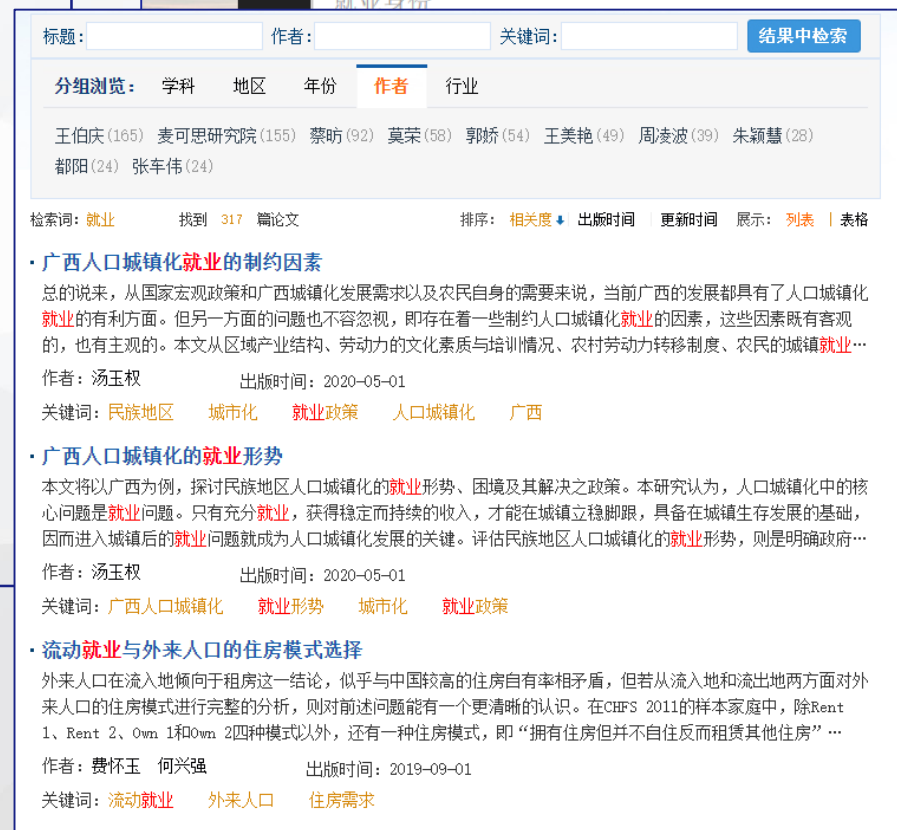 就业身份
标题: 作者: 关键词: 结果中检索
分组浏览: 学科 地区 年份 作者 行业
王伯庆(165) 麦可思研究院(155) 蔡昉(92) 莫荣(58) 郭娇(54) 王美艳(49) 周凌波(39) 朱颖慧(28)
都阳(24) 张车伟(24)
检索词: 就业 找到 317 篇论文 排序: 相关度 出版时间 更新时间 展示: 列表 | 表格
· 广西人口城镇化就业的制约因素
总的说来，从国家宏观政策和广西城镇化发展需求以及农民自身的需要来说，当前广西的发展都具有了人口城镇化
就业的有利方面。但另一方面的问题也不容忽视，即存在着一些制约人口城镇化就业的因素，这些因素既有客观
的，也有主观的。本文从区域产业结构、劳动力的文化素质与培训情况、农村劳动力转移制度、农民的城镇就业…
作者: 汤玉权 出版时间: 2020-05-01
关键词: 民族地区 城市化 就业政策 人口城镇化 广西
· 广西人口城镇化的就业形势
本文将以广西为例，探讨民族地区人口城镇化的就业形势、困境及其解决之政策。本研究认为，人口城镇化中的核
心问题是就业问题。只有充分就业，获得稳定而持续的收入，才能在城镇立稳脚跟，具备在城镇生存发展的基础，
因而进入城镇后的就业问题就成为人口城镇化发展的关键。评估民族地区人口城镇化的就业形势，则是明确政府…
作者: 汤玉权 出版时间: 2020-05-01
关键词: 广西人口城镇化 就业形势 城市化 就业政策
· 流动就业与外来人口的住房模式选择
外来人口在流入地倾向于租房这一结论，似乎与中国较高的住房自有率相矛盾，但若从流入地和流出地两方面对外
来人口的住房模式进行完整的分析，则对前述问题能有一个更清晰的认识。在CHFS 2011的样本家庭中，除Rent
1、Rent 2、Own 1和Own 2四种模式以外，还有一种住房模式，即“拥有住房但并不自住反而租赁其他住房”…
作者: 费怀玉 何兴强 出版时间: 2019-09-01
关键词: 流动就业 外来人口 住房需求